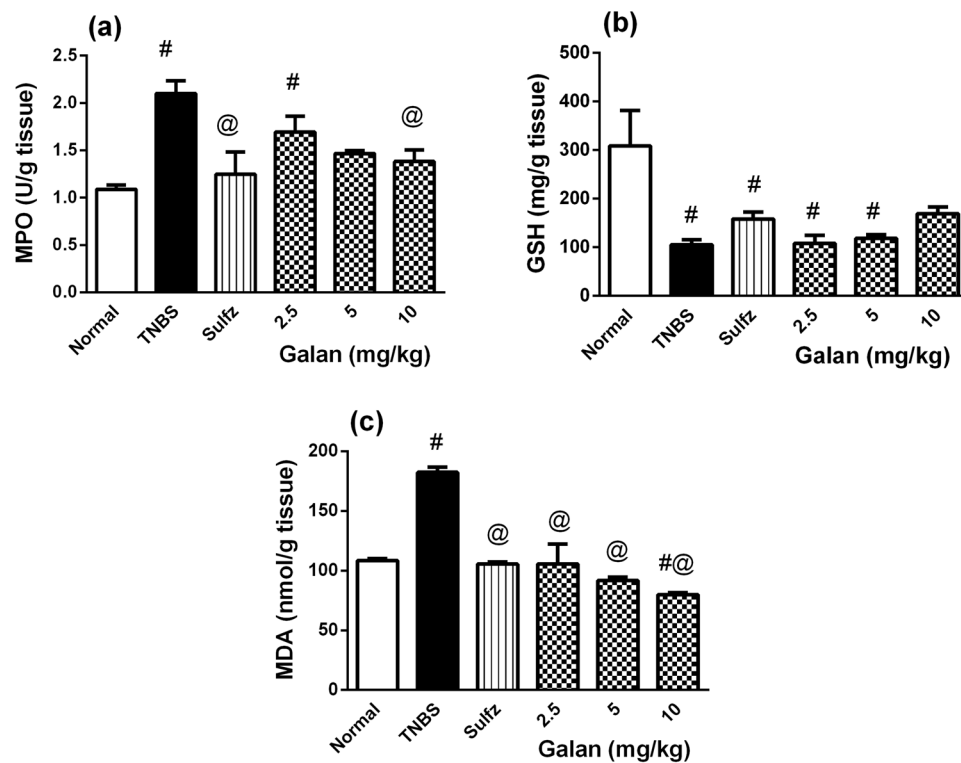 (a)
MPO (U/g tissue)
2.5
2.0
1.5
1.0
0.5
0.0
#
@
#
@
Normal
TNBS
Sulfz
2.5
5
10
Galan (mg/kg)
(b)
GSH (mg/g tissue)
500
400
300
200
100
0
#
#
#
#
Normal
TNBS
Sulfz
2.5
5
10
Galan (mg/kg)
(c)
MDA (nmol/g tissue)
200
150
100
50
0
#
@
@
@
#@
Normal
TNBS
Sulfz
2.5
5
10
Galan (mg/kg)